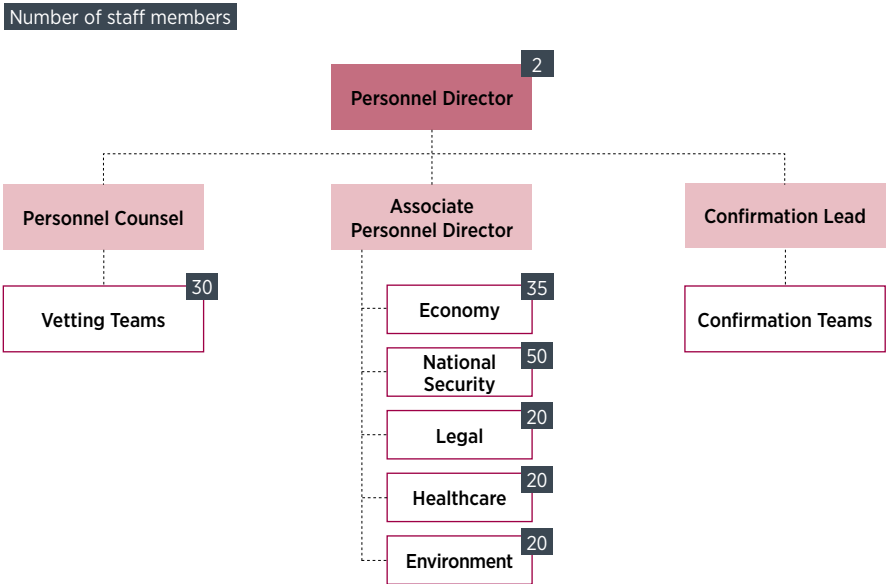 Number of staff members
2
Personnel Director
Personnel Counsel
Associate
Personnel Director
Confirmation Lead
30
Vetting Teams
35
Economy
Confirmation Teams
50
National
Security
20
Legal
20
Healthcare
20
Environment